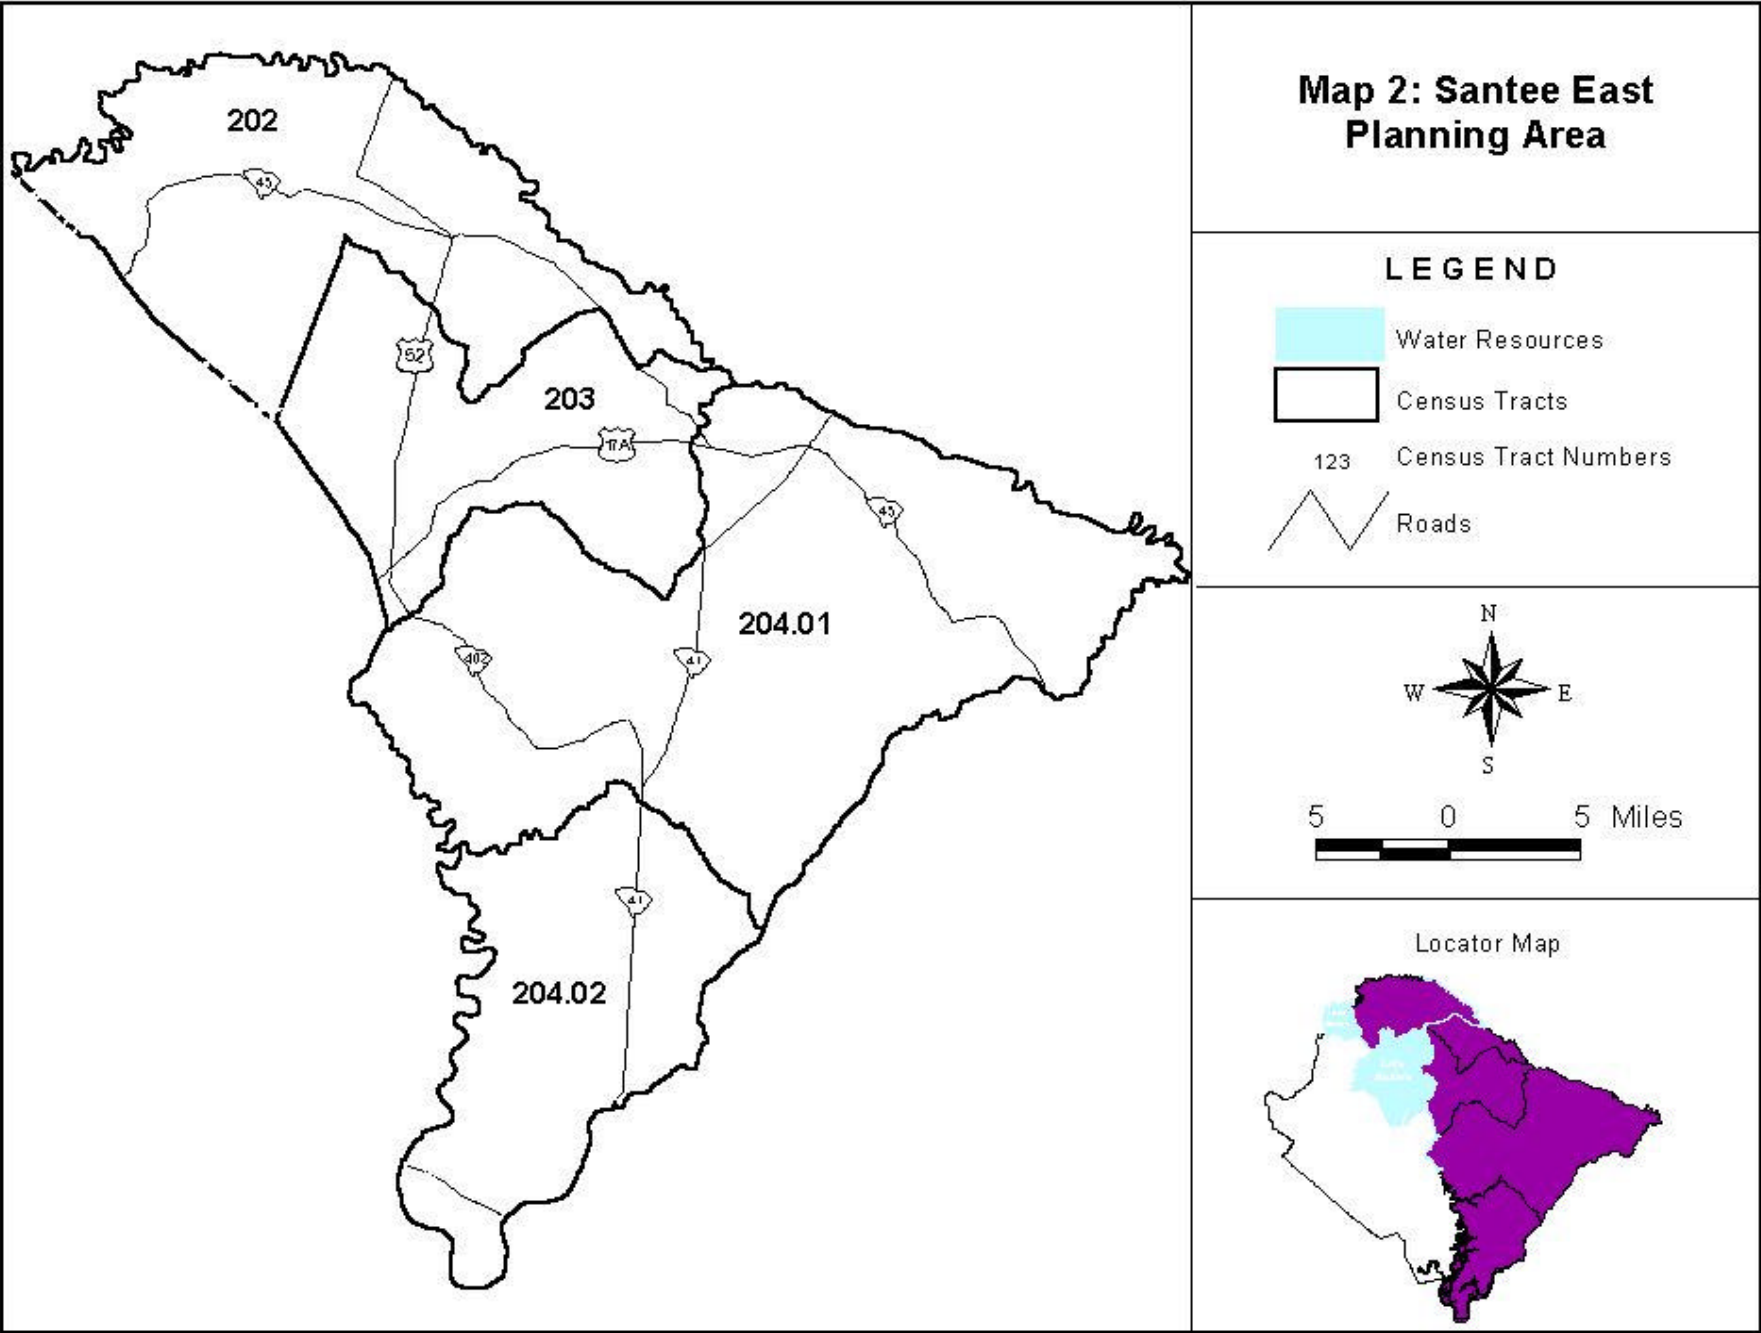 Map 2: Santee East
Planning Area
202
45
52
203
17A
45
204.01
402
41
41
204.02
LEGEND
Water Resources
Census Tracts
123 Census Tract Numbers
Roads
N
W E
S
5 0 5 Miles
Locator Map